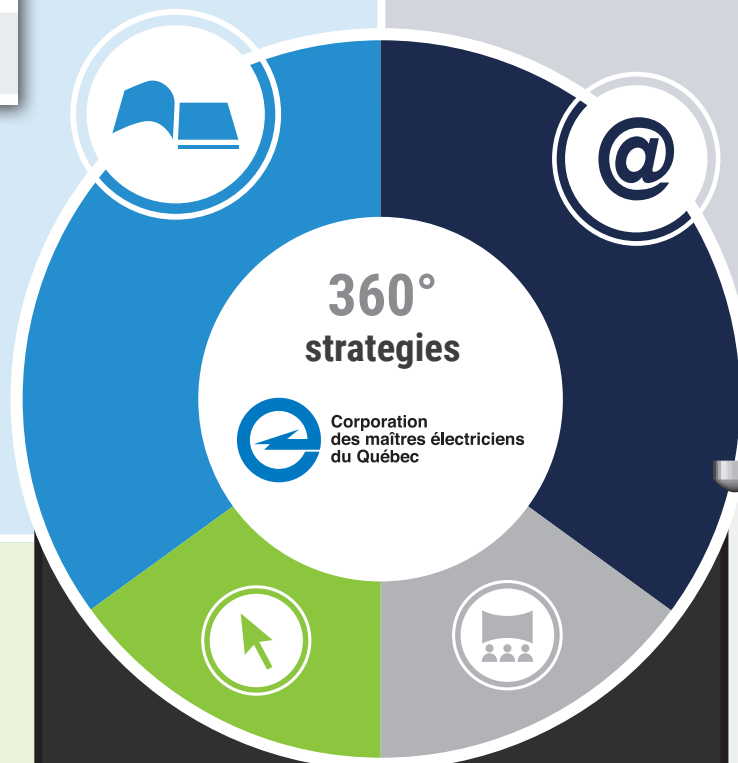 @
360°
strategies
Corporation
des maîtres électriciens
du Québec